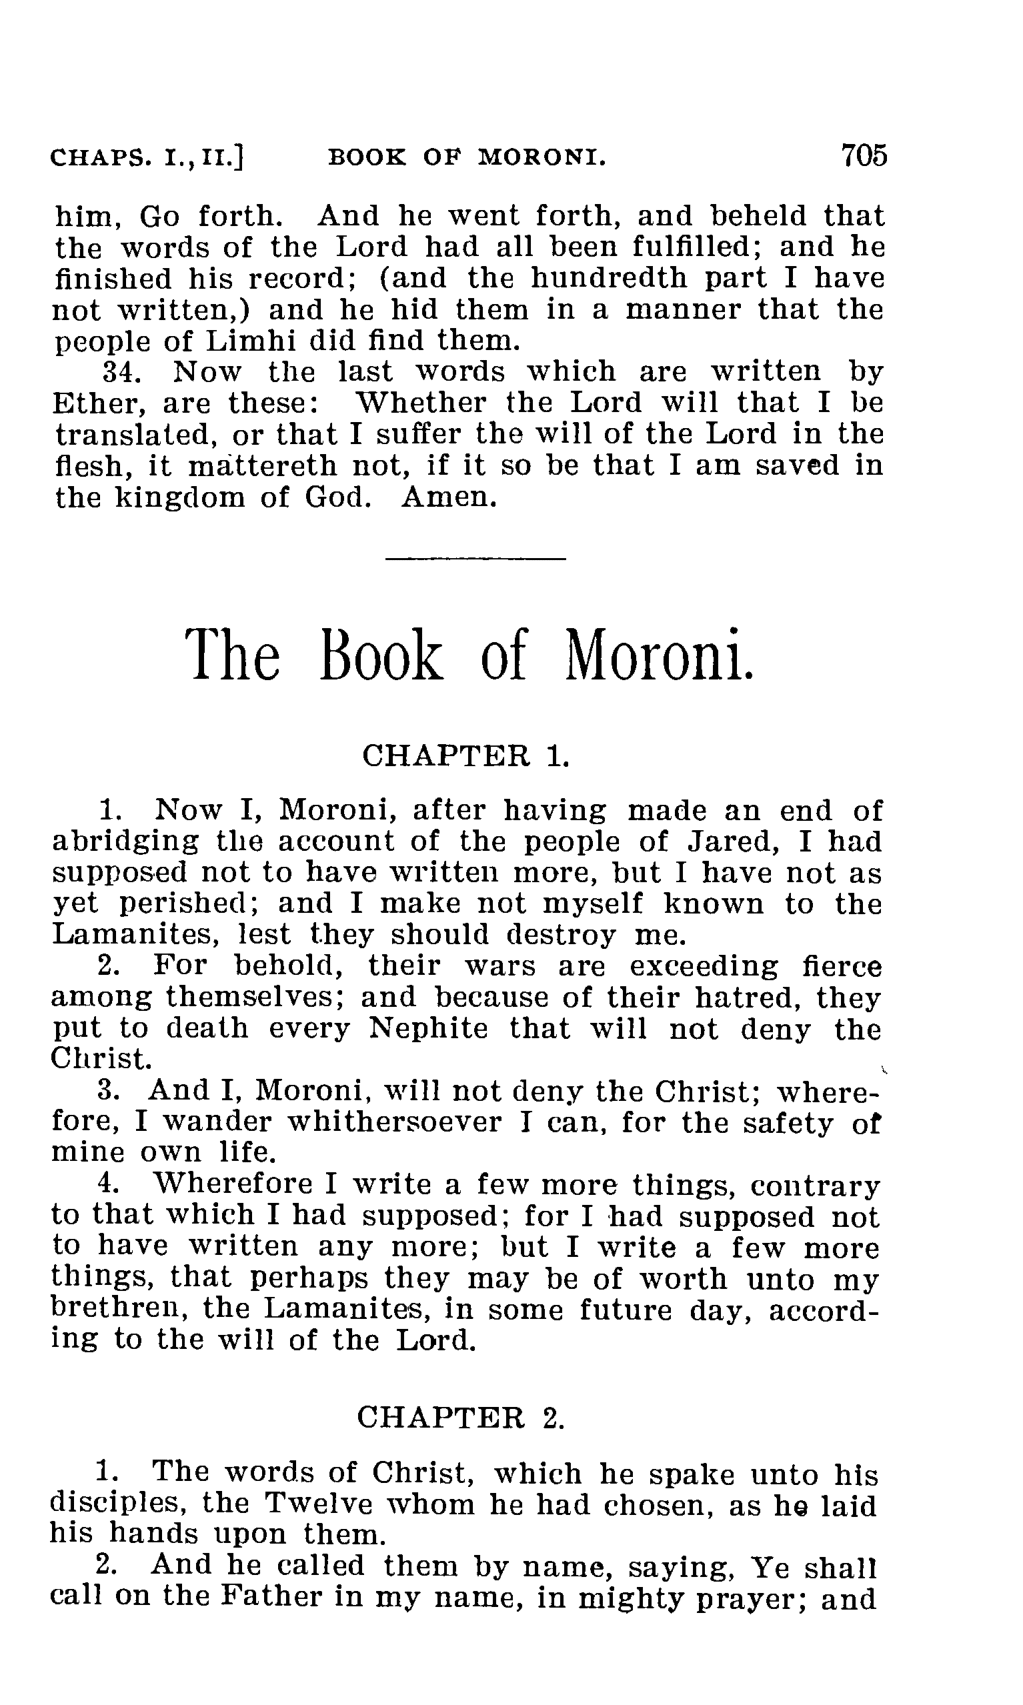 CHAPS. I., II.] BOOK OF MORONI. 705
him, Go forth. And he went forth, and beheld that
the words of the Lord had all been fulfilled; and he
finished his record; (and the hundredth part I have
not written,) and he hid them in a manner that the
people of Limhi did find them.
34. Now the last words which are written by
Ether, are these: Whether the Lord will that I be
translated, or that I suffer the will of the Lord in the
flesh, it mattereth not, if it so be that I am saved in
the kingdom of God. Amen.
The Book of Moroni.
CHAPTER 1.
1. Now I, Moroni, after having made an end of
abridging the account of the people of Jared, I had
supposed not to have written more, but I have not as
yet perished; and I make not myself known to the
Lamanites, lest they should destroy me.
2. For behold, their wars are exceeding fierce
among themselves; and because of their hatred, they
put to death every Nephite that will not deny the
Christ.
3. And I, Moroni, will not deny the Christ; where-
fore, I wander whithersoever I can, for the safety of
mine own life.
4. Wherefore I write a few more things, contrary
to that which I had supposed; for I had supposed not
to have written any more; but I write a few more
things, that perhaps they may be of worth unto my
brethren, the Lamanites, in some future day, accord-
ing to the will of the Lord.
CHAPTER 2.
1. The words of Christ, which he spake unto his
disciples, the Twelve whom he had chosen, as he laid
his hands upon them.
2. And he called them by name, saying, Ye shall
call on the Father in my name, in mighty prayer; and